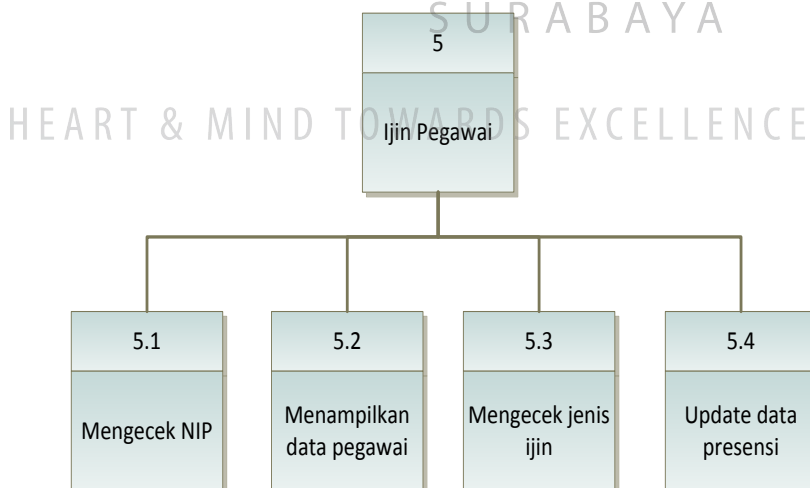 SURABAYA
5
HEART & MIND TOWARDS EXCELLENCE
Ijin Pegawai
5.1
Mengecek NIP
5.2
Menampilkan
data pegawai
5.3
Mengecek jenis
ijin
5.4
Update data
presensi